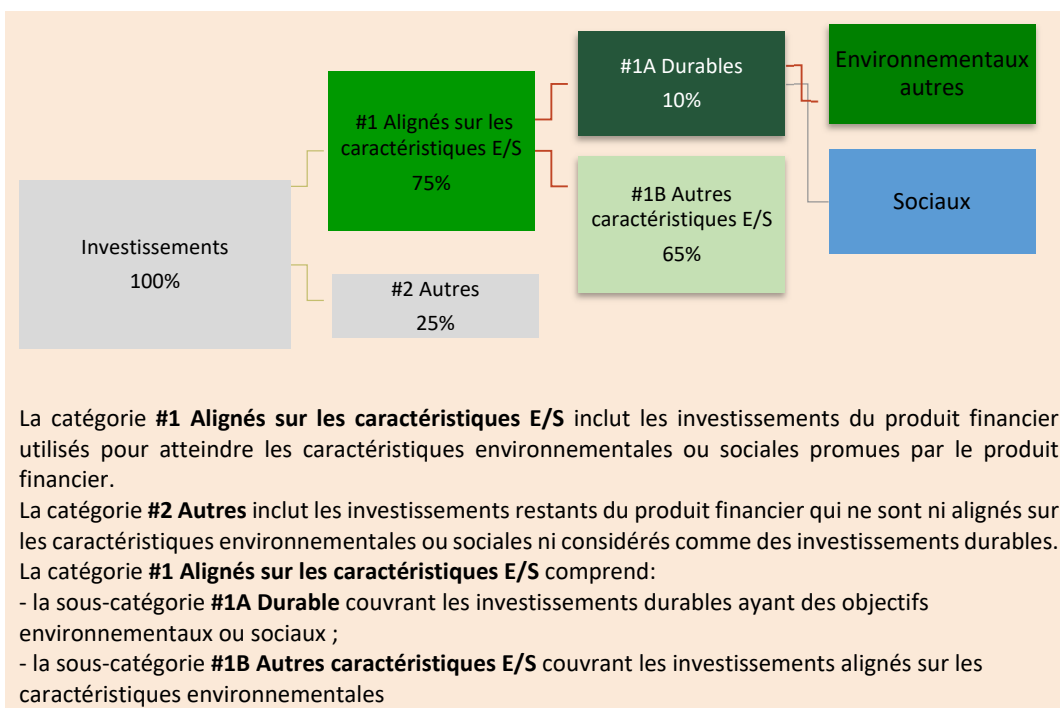 Investissements
100%
#1 Alignés sur les
caractéristiques E/S
75%
#2 Autres
25%
#1A Durables
10%
#1B Autres
caractéristiques E/S
65%
Environnementaux
autres
Sociaux
La catégorie #1 Alignés sur les caractéristiques E/S inclut les investissements du produit financier
utilisés pour atteindre les caractéristiques environnementales ou sociales promues par le produit
financier.
La catégorie #2 Autres inclut les investissements restants du produit financier qui ne sont ni alignés sur
les caractéristiques environnementales ou sociales ni considérés comme des investissements durables.
La catégorie #1 Alignés sur les caractéristiques E/S comprend:
- la sous-catégorie #1A Durable couvrant les investissements durables ayant des objectifs
environnementaux ou sociaux ;
- la sous-catégorie #1B Autres caractéristiques E/S couvrant les investissements alignés sur les
caractéristiques environnementales